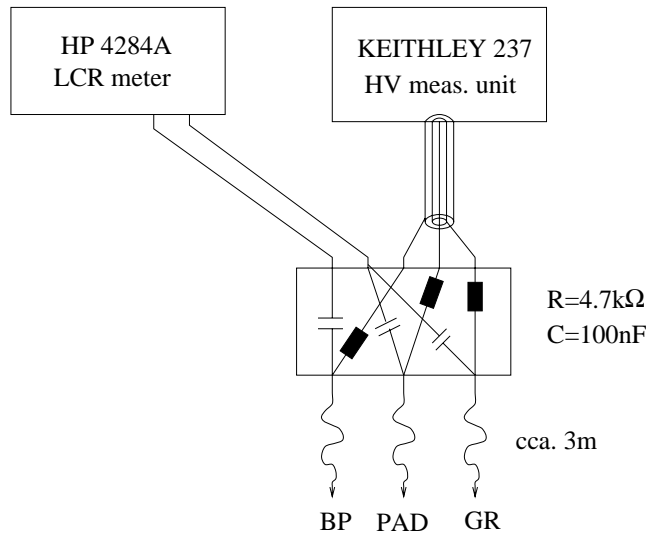 HP 4284A
LCR meter
KEITHLEY 237
HV meas. unit
R=4.7kΩ
C=100nF
cca. 3m
BP PAD GR